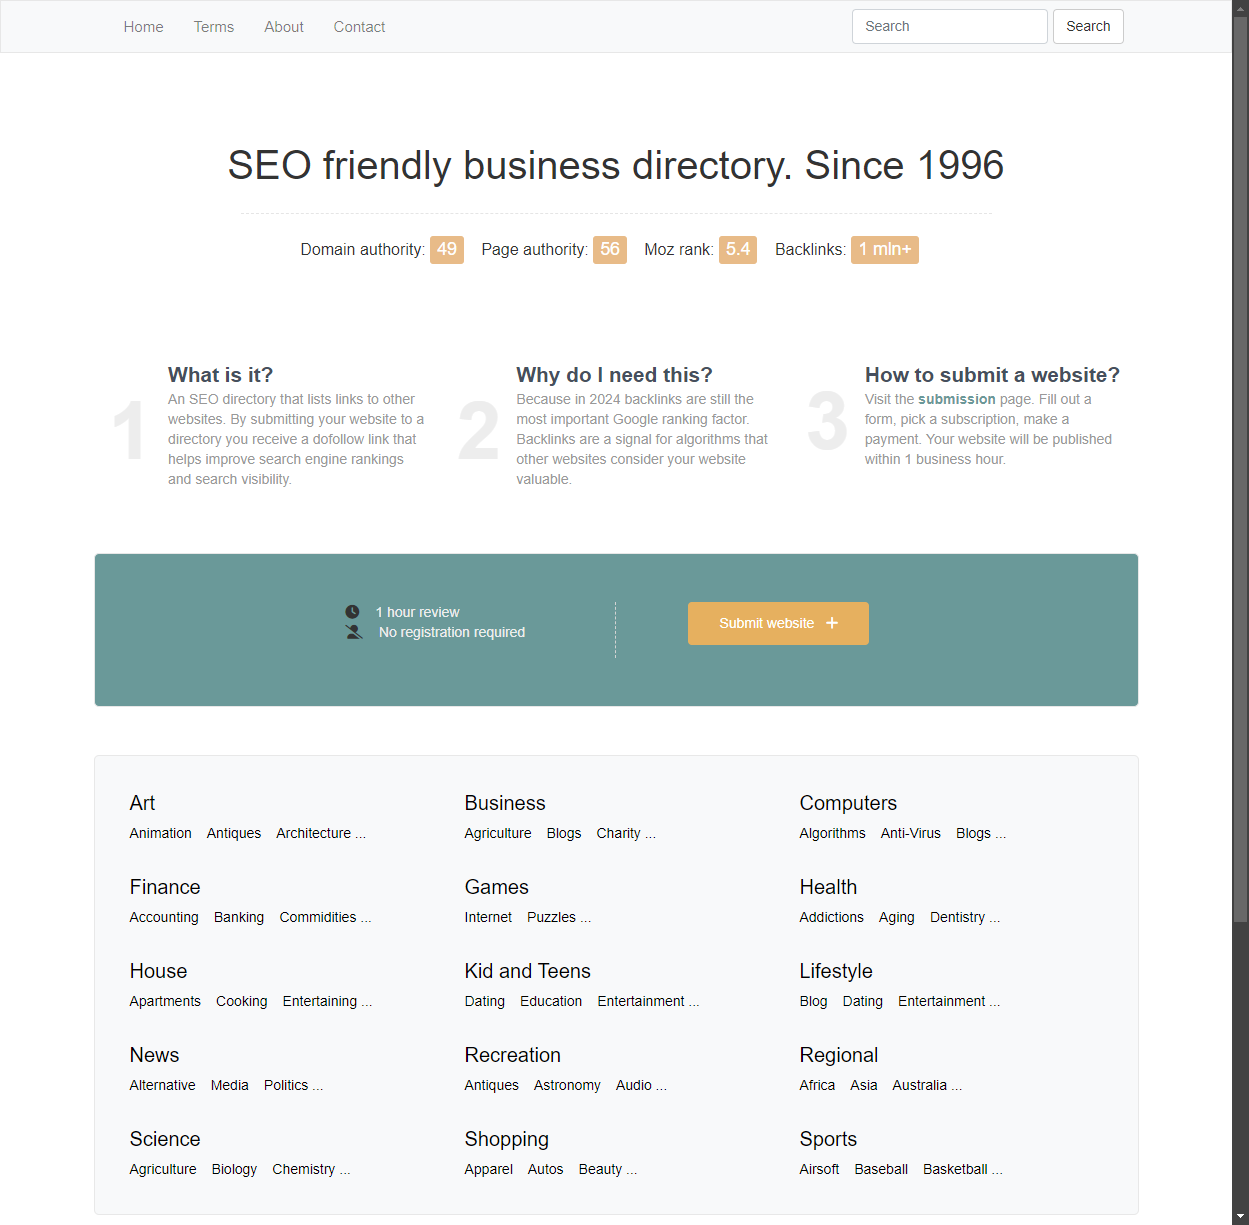 Home Terms About Contact Search Search
SEO friendly business directory. Since 1996
Domain authority: 49 Page authority: 56 Moz rank: 5.4 Backlinks: 1 mln+
1
What is it?
An SEO directory that lists links to other
websites. By submitting your website to a
directory you receive a dofollow link that
helps improve search engine rankings
and search visibility.
2
Why do I need this?
Because in 2024 backlinks are still the
most important Google ranking factor.
Backlinks are a signal for algorithms that
other websites consider your website
valuable.
3
How to submit a website?
Visit the submission page. Fill out a
form, pick a subscription, make a
payment. Your website will be published
within 1 business hour.
1 hour review
No registration required
Submit website +
Art
Animation Antiques Architecture ...
Business
Agriculture Blogs Charity ...
Computers
Algorithms Anti-Virus Blogs ...
Finance
Accounting Banking Commidities ...
Games
Internet Puzzles ...
Health
Addictions Aging Dentistry ...
House
Apartments Cooking Entertaining ...
Kid and Teens
Dating Education Entertainment ...
Lifestyle
Blog Dating Entertainment ...
News
Alternative Media Politics ...
Recreation
Antiques Astronomy Audio ...
Regional
Africa Asia Australia ...
Science
Agriculture Biology Chemistry ...
Shopping
Apparel Autos Beauty ...
Sports
Airsoft Baseball Basketball ...